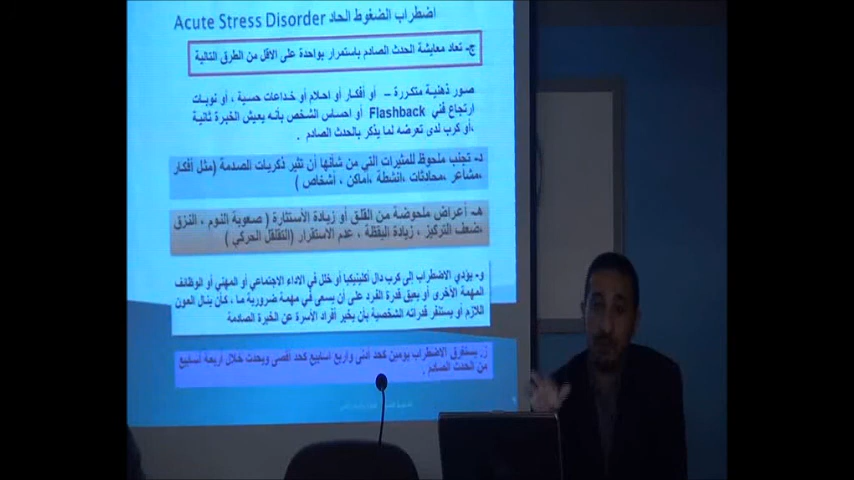 اضطراب الضغوط الحاد Acute Stress Disorder
ج- تعاد معايشة الحدث الصادم باستمرار بواحدة على الاقل من الطرق التالية
صور ذهنية متكررة – أو أفكار أو احلام أو خداعات حسية ، أو نوبات
ارتجاع فني Flashback أو احساس الشخص بأنه يعيش الخبرة ثانية
،أو كرب لدى تعرضه لما يذكر بالحدث الصادم .
د- تجنب ملحوظ للمثيرات التي من شأنها أن تثير ذكريات الصدمة (مثل أفكار
،مشاعر ،محادثات ،انشطة ،أماكن ، أشخاص )
هـ- أعراض ملحوضة من القلق أو زيادة الاستثارة ( صعوبة النوم ، النزق
،ضعف التركيز ، زيادة اليقظة ، عدم الاستقرار (التقلقل الحركي )
و- يؤدي الاضطراب إلى كرب دال أكلينيكيا أو خلل في الاداء الاجتماعي أو المهني أو الوظائف
المهمة الأخرى أو يعيق قدرة الفرد على أن يسعى في مهمة ضرورية ما ، كأن ينال العون
اللازم أو يستنفر قدراته الشخصية بأن يخبر أفراد الأسرة عن الخبرة الصادمة
ز. يستغرق الاضطراب يومين كحد أدنى واربع اسابيع كحد أقصى ويحدث خلال أربعة أسابيع
من الحدث الصادم .